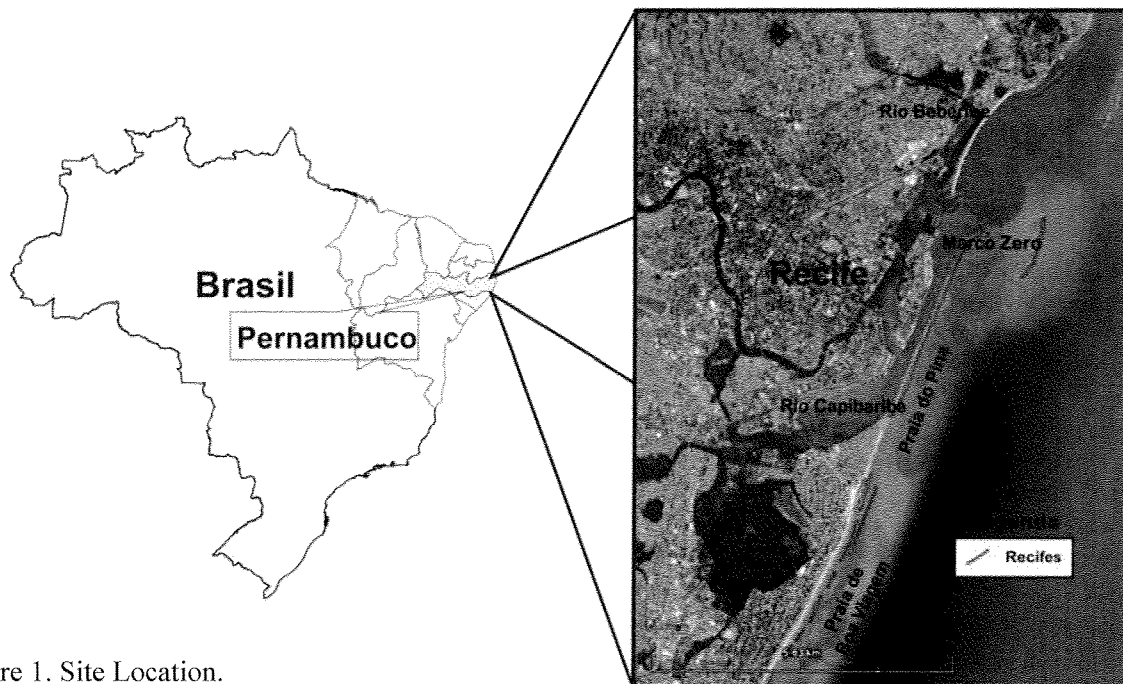 Brasil
Pernambuco
Rio Beberibe
Marco Zero
Recife
Praia do Pina
Rio Capibaribe
Recifes
Praia de
Boa Viagem
re 1. Site Location.